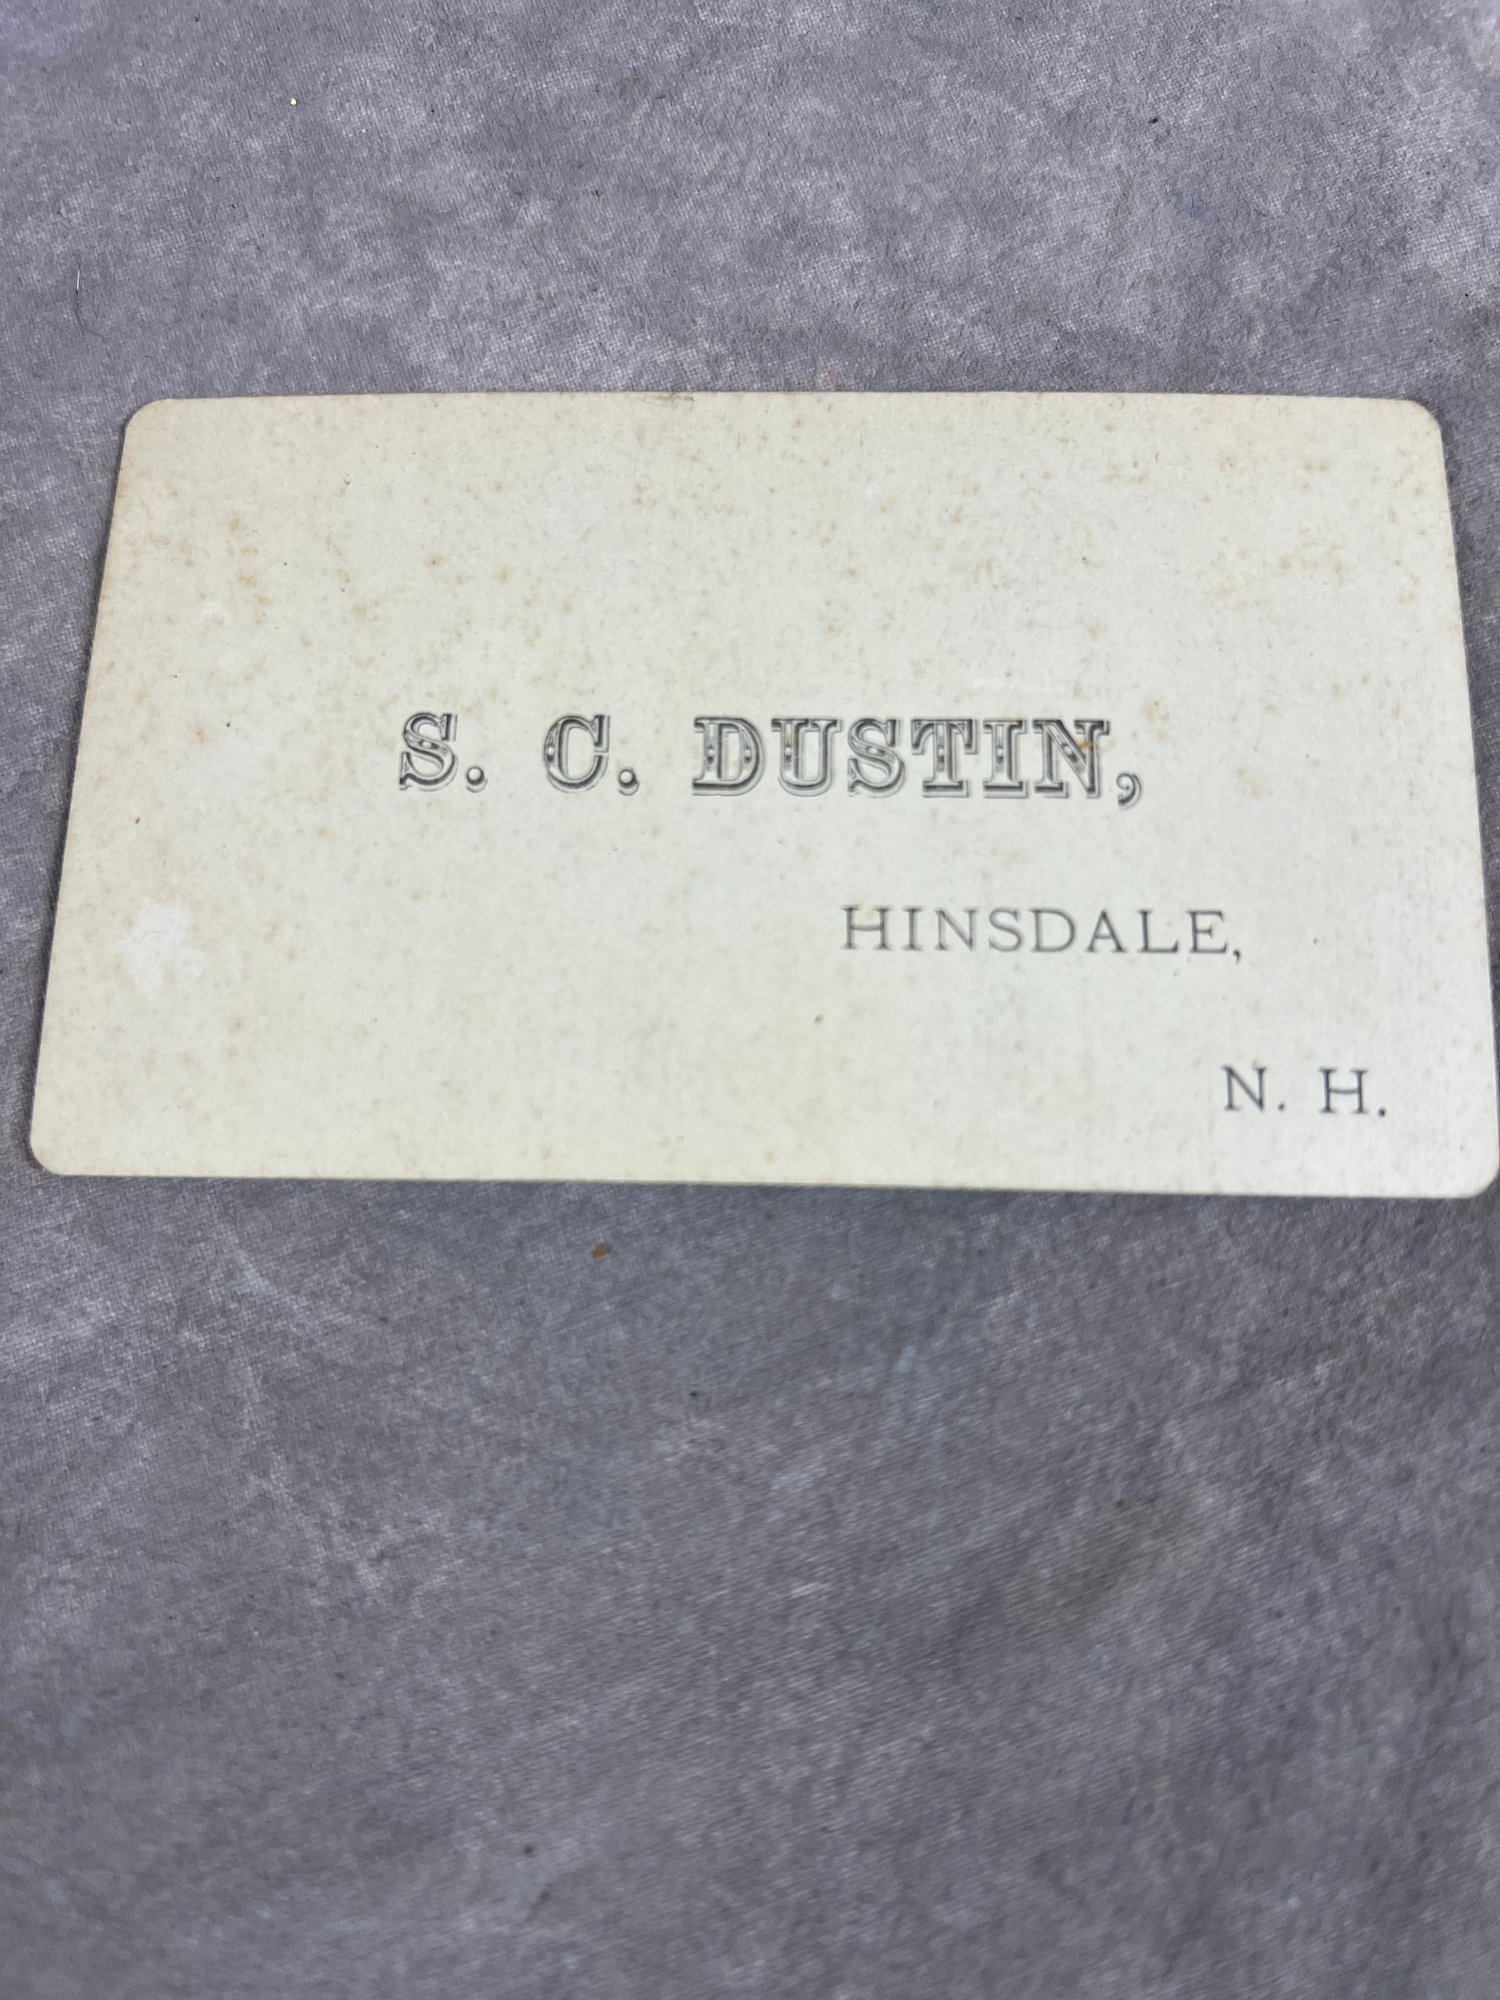 S. C. DUSTIN,
HINSDALE,
N. H.